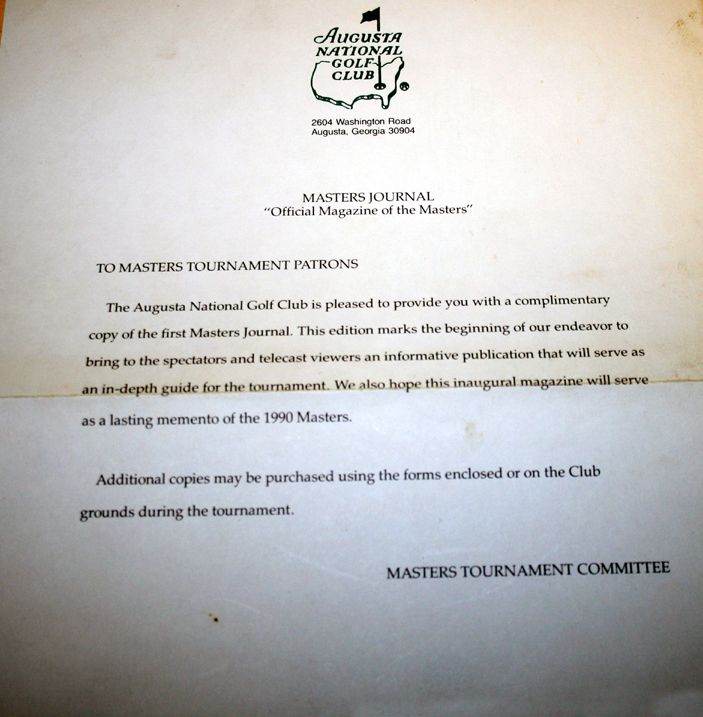 AUGUSTA
NATIONAL
GOLF
CLUB
®
2604 Washington Road
Augusta, Georgia 30904
MASTERS JOURNAL
“Official Magazine of the Masters”
TO MASTERS TOURNAMENT PATRONS
The Augusta National Golf Club is pleased to provide you with a complimentary
copy of the first Masters Journal. This edition marks the beginning of our endeavor to
bring to the spectators and telecast viewers an informative publication that will serve as
an in-depth guide for the tournament. We also hope this inaugural magazine will serve
as a lasting memento of the 1990 Masters.
Additional copies may be purchased using the forms enclosed or on the Club
grounds during the tournament.
MASTERS TOURNAMENT COMMITTEE